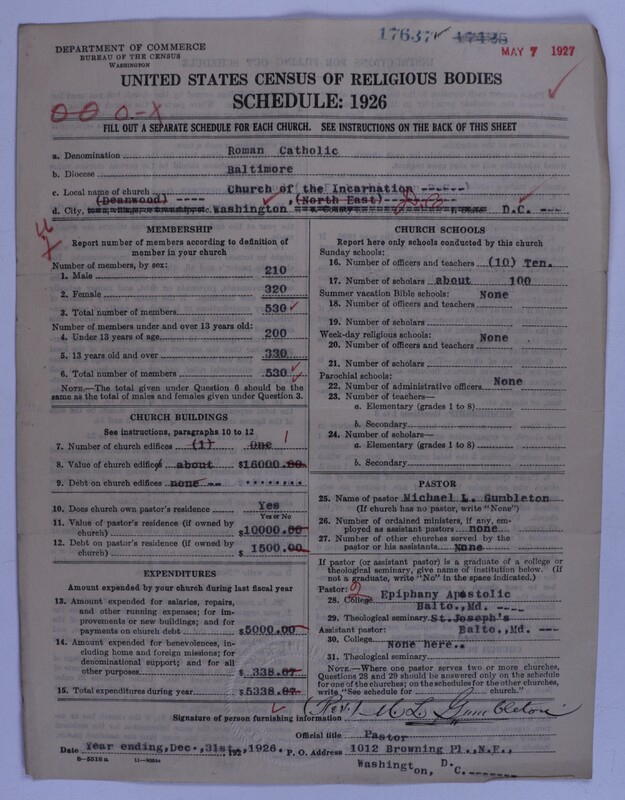 17637 ✓ 17435
MAY 7 1927
DEPARTMENT OF COMMERCE
BUREAU OF THE CENSUS
WASHINGTON
UNITED STATES CENSUS OF RELIGIOUS BODIES
SCHEDULE: 1926
FILL OUT A SEPARATE SCHEDULE FOR EACH CHURCH. SEE INSTRUCTIONS ON THE BACK OF THIS SHEET
a. Denomination Roman Catholic
b. Diocese Baltimore
c. Local name of church Church of the Incarnation ------
(Deanwood) ---- , (North East)---
d. City, Washington D.C. ---
MEMBERSHIP
Report number of members according to definition of
member in your church
Number of members, by sex:
1. Male 210
2. Female 320
3. Total number of members 530
Number of members under and over 13 years old:
4. Under 13 years of age 200
5. 13 years old and over 330
6. Total number of members 530
NOTE.—The total given under Question 6 should be
same as the total of males and females given under Question 3.
CHURCH BUILDINGS
See instructions, paragraphs 10 to 12
7. Number of church edifices (1) One 1
8. Value of church edifices about $16000.00
9. Debt on church edifices none --
10. Does church own pastor's residence Yes
Yes or No
11. Value of pastor's residence (if owned by
church) $10000.00
12. Debt on pastor's residence (if owned by
church) $ 1500.00
EXPENDITURES
Amount expended by your church during last fiscal year
13. Amount expended for salaries, repairs,
and other running expenses; for im-
provements or new buildings; and for
payments on church debt $5000.00
14. Amount expended for benevolences, in-
cluding home and foreign missions; for
denominational support; and for all
other purposes $ 338.07
15. Total expenditures during year $5338.07
CHURCH SCHOOLS
Report here only schools conducted by this church
Sunday schools:
16. Number of officers and teachers (10) Ten.
17. Number of scholars about 100
Summer vacation Bible schools: None
18. Number of officers and teachers
19. Number of scholars
Week-day religious schools: None
20. Number of officers and teachers
21. Number of scholars
Parochial schools: None
22. Number of administrative officers
23. Number of teachers—
a. Elementary (grades 1 to 8)
b. Secondary
24. Number of scholars—
a. Elementary (grades 1 to 8)
b. Secondary
PASTOR
25. Name of pastor Michael L. Gumbleton
(If church has no pastor, write "None")
26. Number of ordained ministers, if any, em-
ployed as assistant pastors none
27. Number of other churches served by the
pastor or his assistants None
If pastor (or assistant pastor) is a graduate of a college or
theological seminary, give name of institution below. (If
not a graduate, write "No" in the space indicated.)
Pastor:
28. College Epiphany Apostolic
Balto.,Md. ----
29. Theological seminary St.Joseph's
Assistant pastor: Balto.,Md. ---
30. College None here..
31. Theological seminary
NOTE.—Where one pastor serves two or more churches,
Questions 28 and 29 should be answered only on the schedule
for one of the churches; on the schedules for the other churches,
write "See schedule for church."
Signature of person furnishing information (Rev.) M L Gumbleton
Official title Pastor
Date Year ending,Dec.,31st., 192 1926. P. O. Address 1012 Browning Pl.,N.E.,
8—5518 a
Washington, D. C.-------